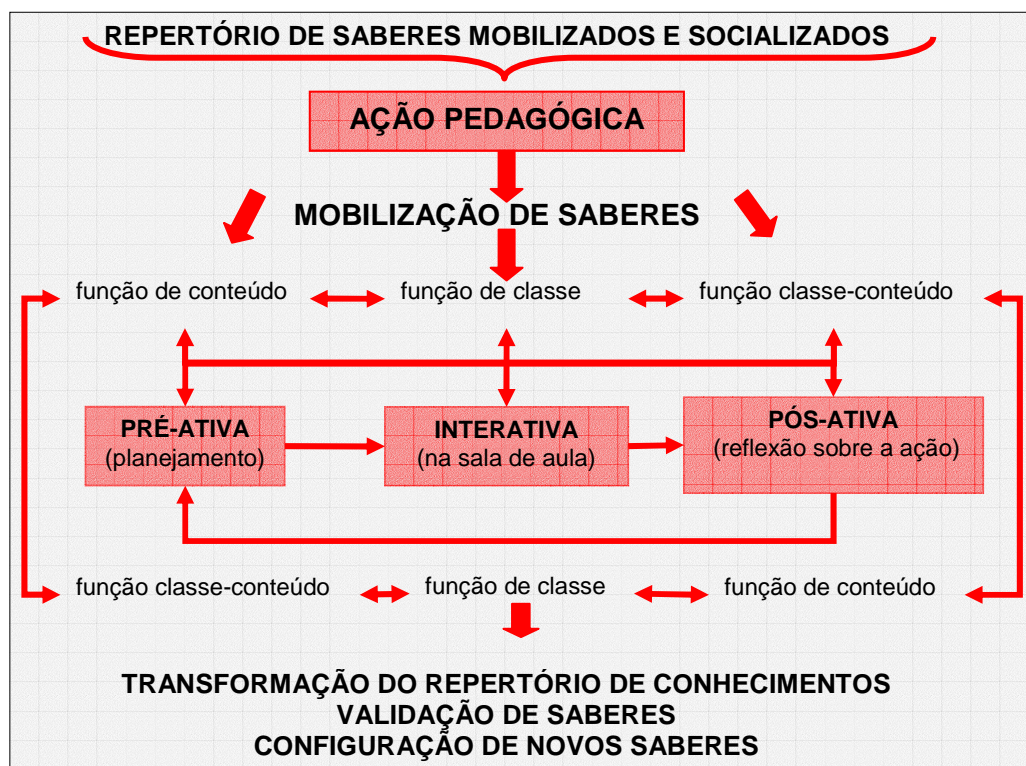 REPERTÓRIO DE SABERES MOBILIZADOS E SOCIALIZADOS
AÇÃO PEDAGÓGICA
MOBILIZAÇÃO DE SABERES
função de conteúdo
função de classe
função classe-conteúdo
PRÉ-ATIVA
(planejamento)
INTERATIVA
(na sala de aula)
PÓS-ATIVA
(reflexão sobre a ação)
função classe-conteúdo
função de classe
função de conteúdo
TRANSFORMAÇÃO DO REPERTÓRIO DE CONHECIMENTOS
VALIDAÇÃO DE SABERES
CONFIGURAÇÃO DE NOVOS SABERES